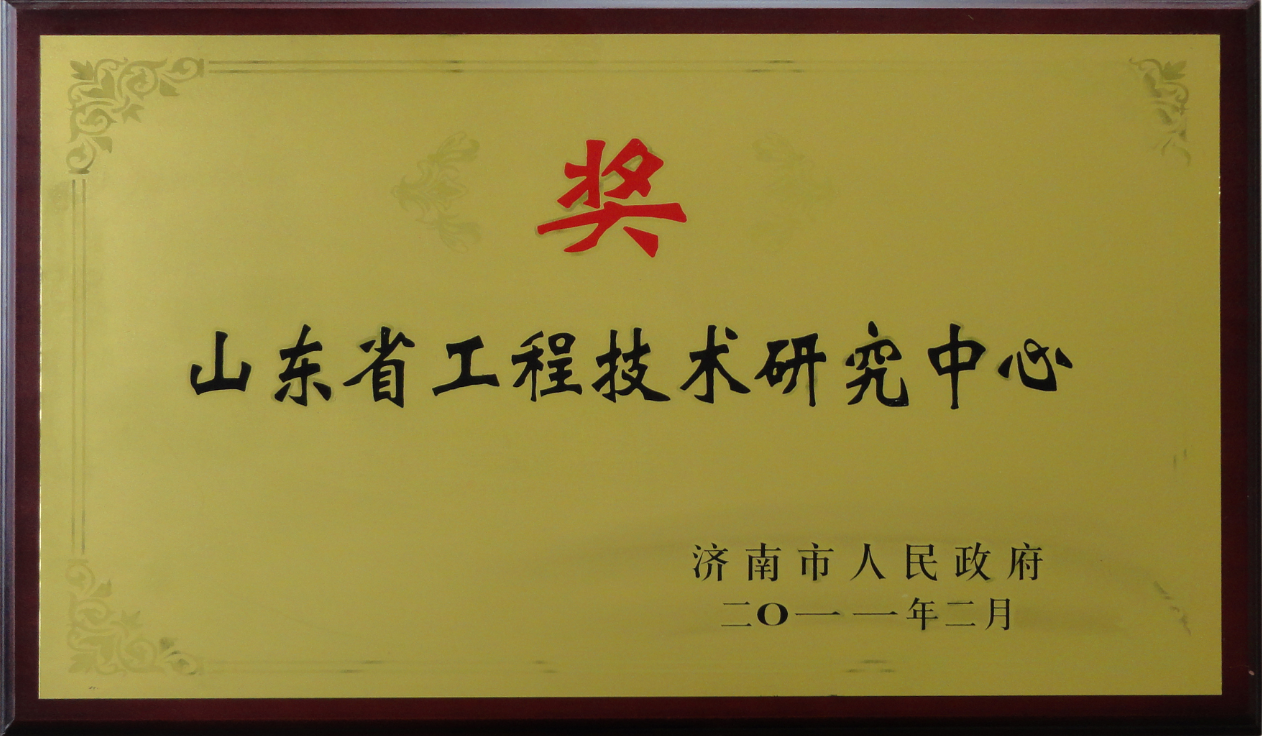 奖
山东省工程技术研究中心
济南市人民政府
二〇一一年二月